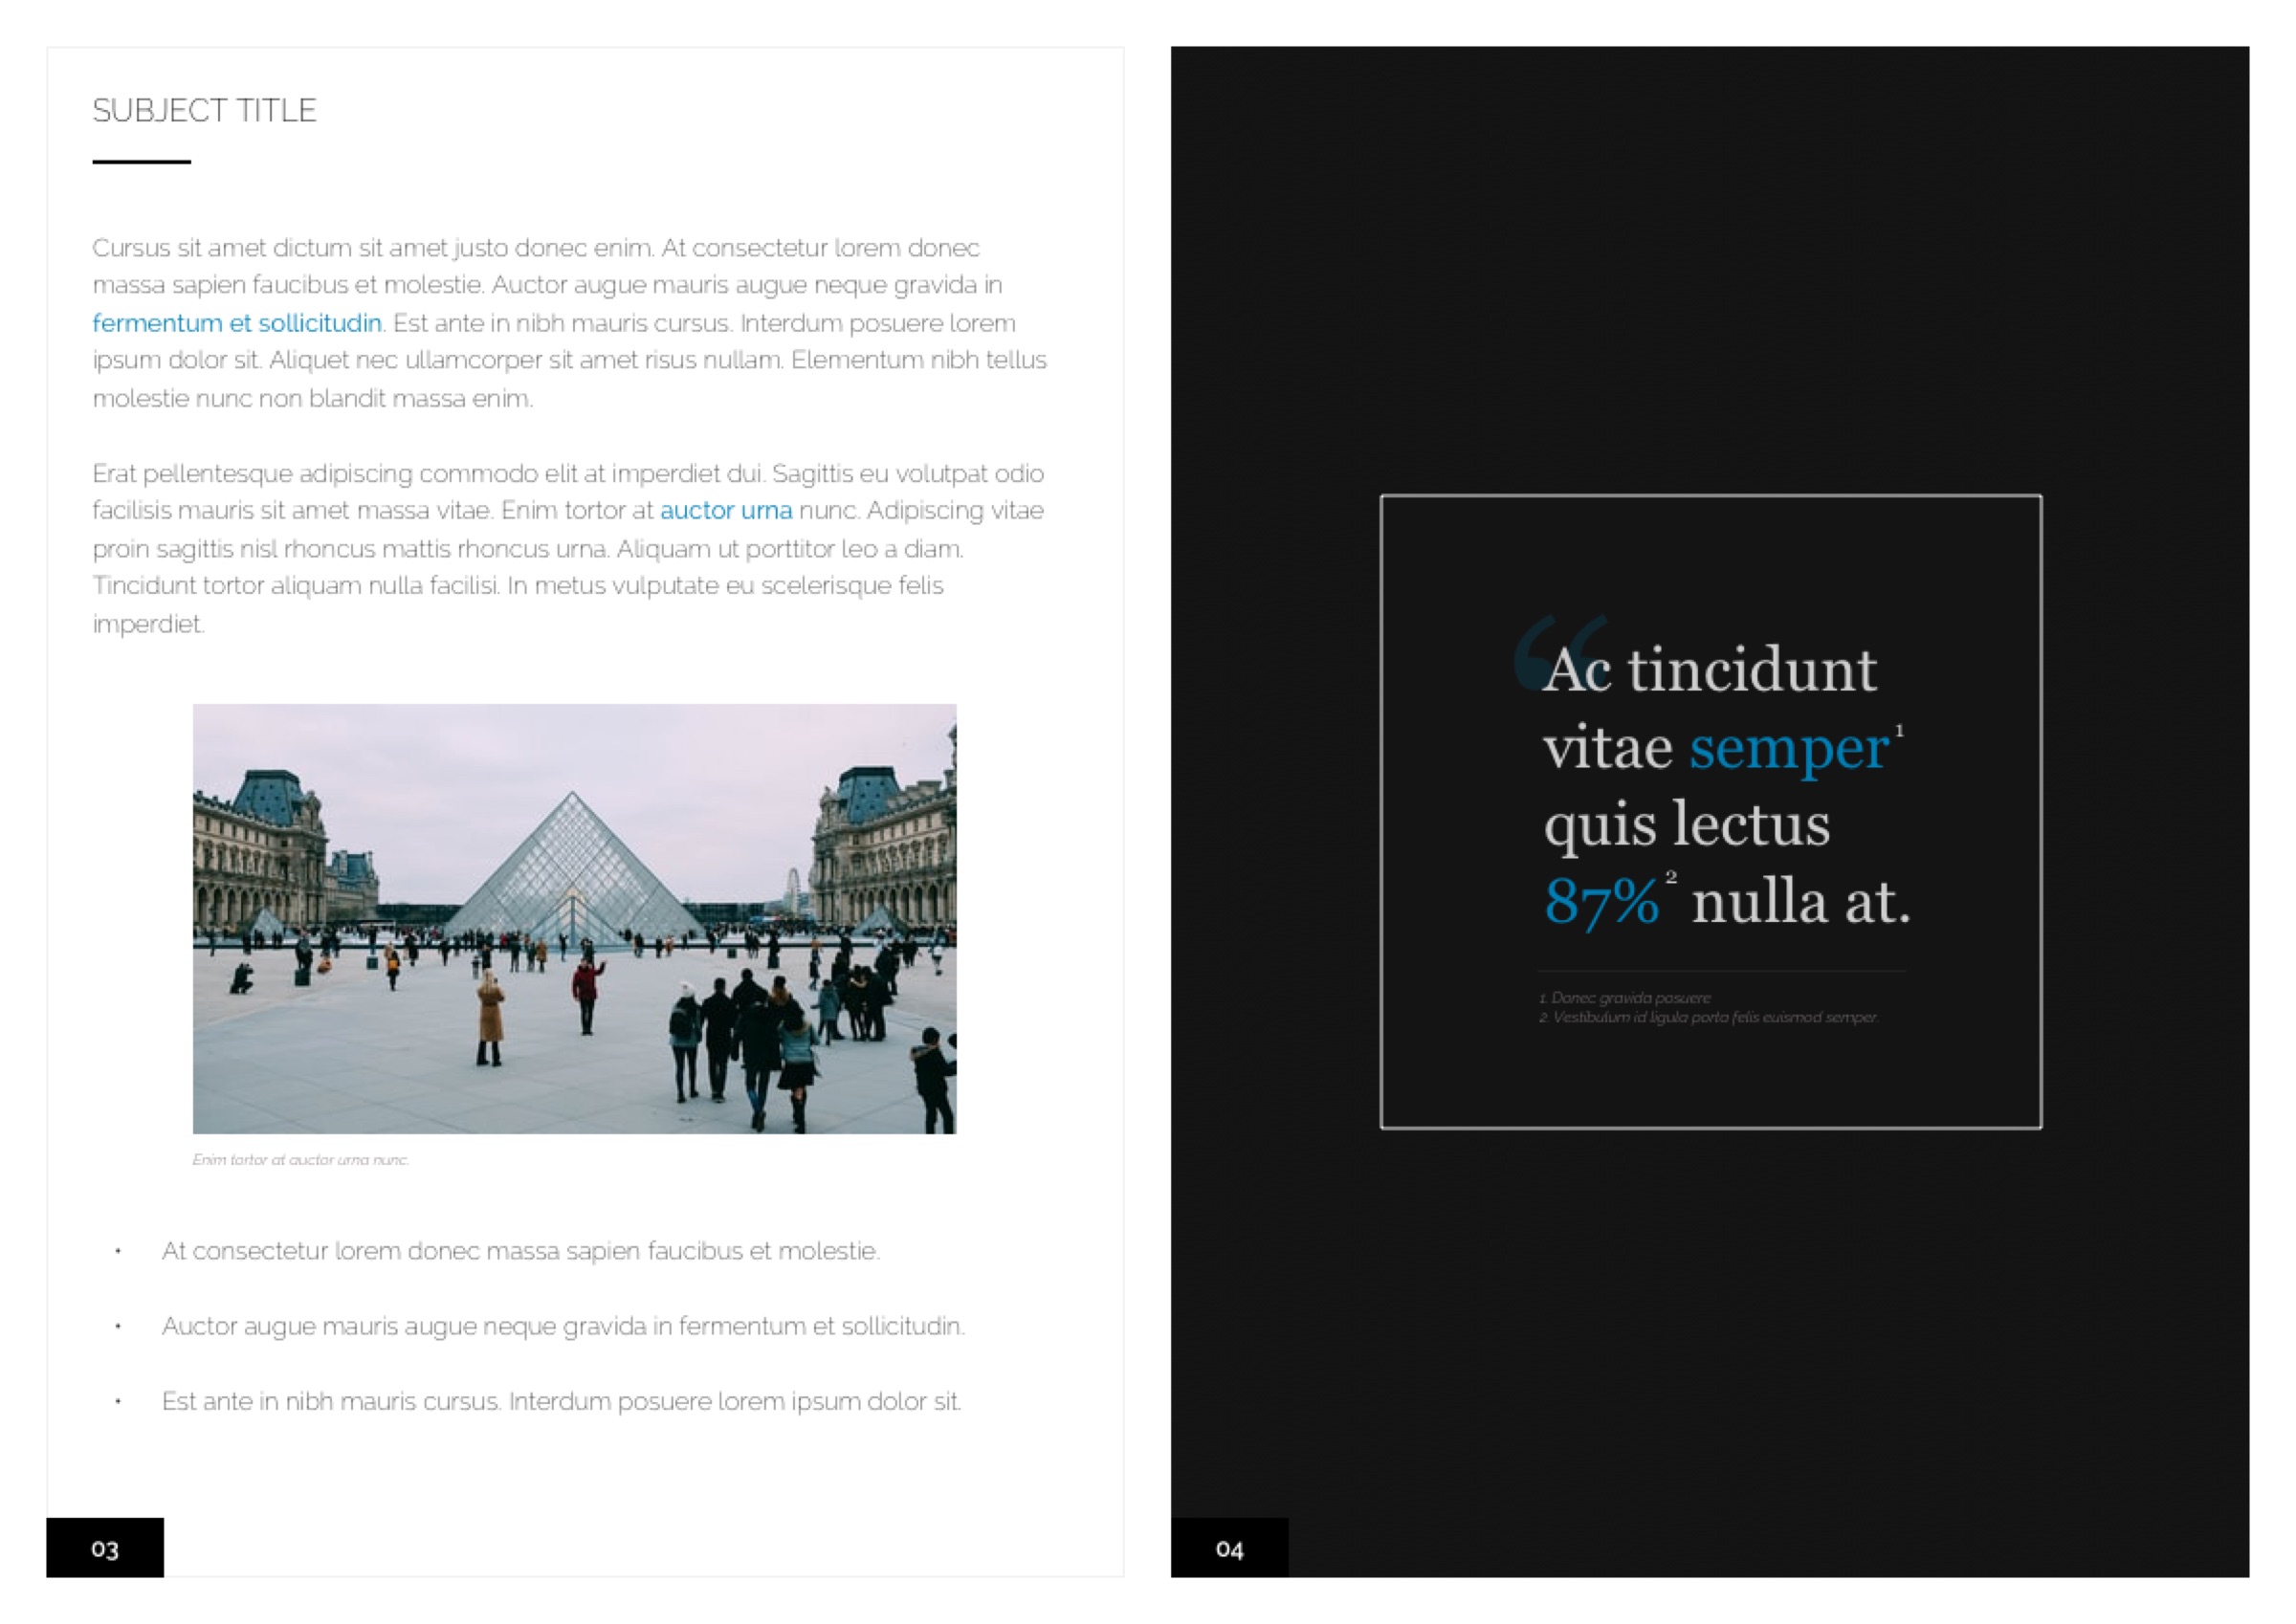 SUBJECT TITLE
Cursus sit amet dictum sit amet justo donec enim. At consectetur lorem donec
massa sapien faucibus et molestie. Auctor augue mauris augue neque gravida in
fermentum et sollicitudin. Est ante in nibh mauris cursus. Interdum posuere lorem
ipsum dolor sit. Aliquet nec ullamcorper sit amet risus nullam. Elementum nibh tellus
molestie nunc non blandit massa enim.
Erat pellentesque adipiscing commodo elit at imperdiet dui. Sagittis eu volutpat odio
facilisis mauris sit amet massa vitae. Enim tortor at auctor urna nunc. Adipiscing vitae
proin sagittis nisl rhoncus mattis rhoncus urna. Aliquam ut porttitor leo a diam.
Tincidunt tortor aliquam nulla facilisi. In metus vulputate eu scelerisque felis
imperdiet.
Enim tortor at auctor urna nunc.
• At consectetur lorem donec massa sapien faucibus et molestie.
• Auctor augue mauris augue neque gravida in fermentum et sollicitudin.
• Est ante in nibh mauris cursus. Interdum posuere lorem ipsum dolor sit.
03
“Ac tincidunt
vitae semper¹
quis lectus
87%² nulla at.
1. Donec gravida posuere
2. Vestibulum id ligula porta felis euismod semper.
04